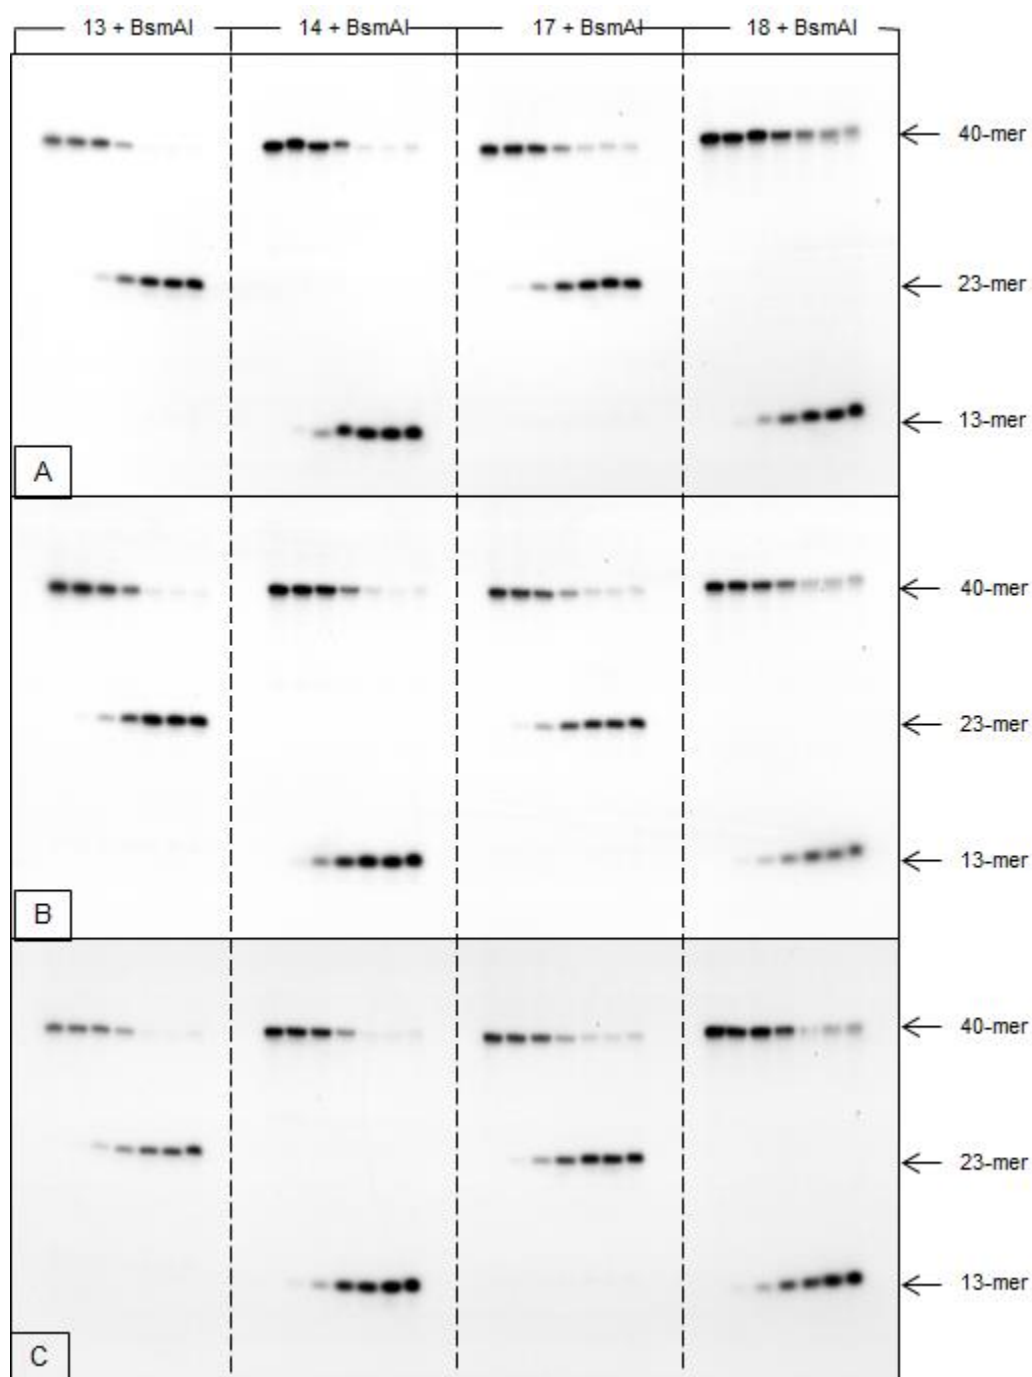 13 + BsmAI 14 + BsmAI 17 + BsmAI 18 + BsmAI
40-mer
23-mer
13-mer
A
40-mer
23-mer
13-mer
B
40-mer
23-mer
13-mer
C